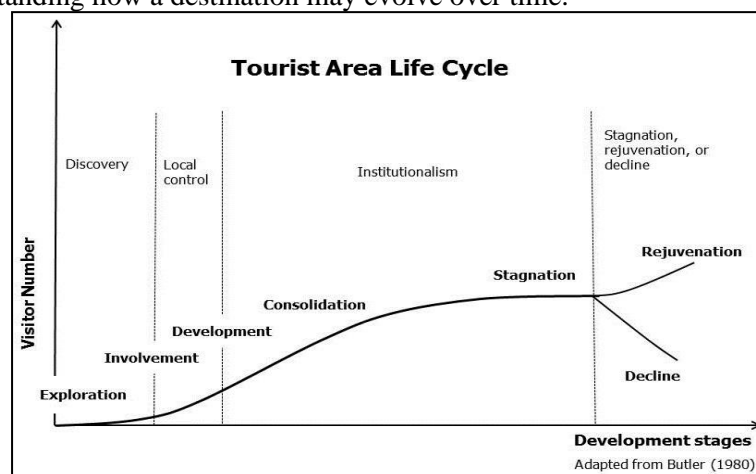 standing how a destination may evolve over time.
Tourist Area Life Cycle
Discovery
Local
control
Institutionalism
Stagnation,
rejuvenation, or
decline
Visitor Number
Rejuvenation
Stagnation
Consolidation
Development
Involvement
Decline
Exploration
Development stages
Adapted from Butler (1980)